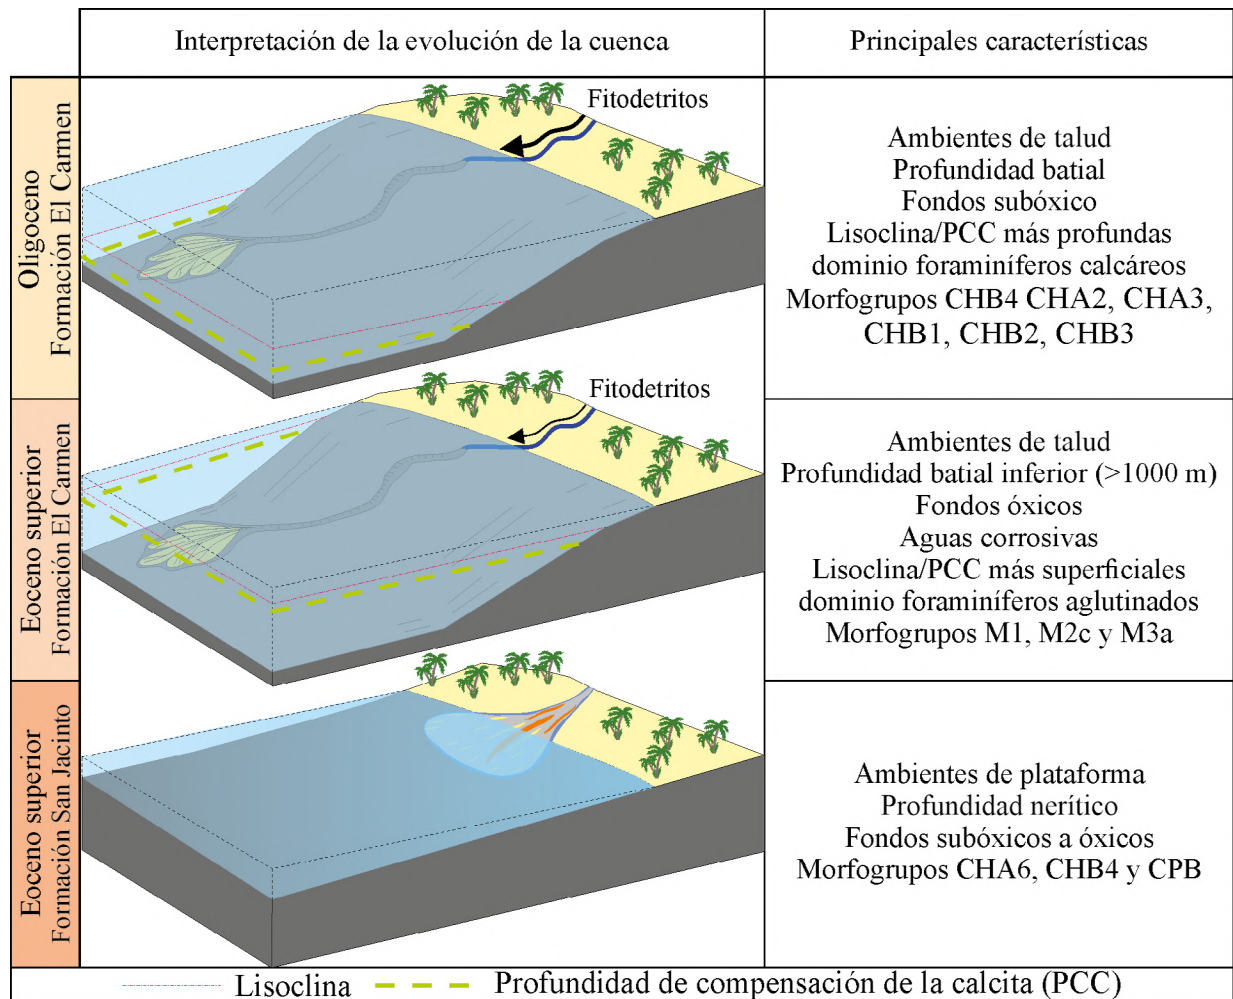 Interpretación de la evolución de la cuenca
Principales características
Oligoceno
Formación El Carmen
Fitodetritos
Ambientes de talud
Profundidad batial
Fondos subóxico
Lisoclina/PCC más profundas
dominio foraminíferos calcáreos
Morfogrupos CHB4 CHA2, CHA3,
CHB1, CHB2, CHB3
Eoceno superior
Formación El Carmen
Fitodetritos
Ambientes de talud
Profundidad batial inferior (>1000 m)
Fondos óxicos
Aguas corrosivas
Lisoclina/PCC más superficiales
dominio foraminíferos aglutinados
Morfogrupos M1, M2c y M3a
Eoceno superior
Formación San Jacinto
Ambientes de plataforma
Profundidad nerítico
Fondos subóxicos a óxicos
Morfogrupos CHA6, CHB4 y CPB
Lisoclina
Profundidad de compensación de la calcita (PCC)